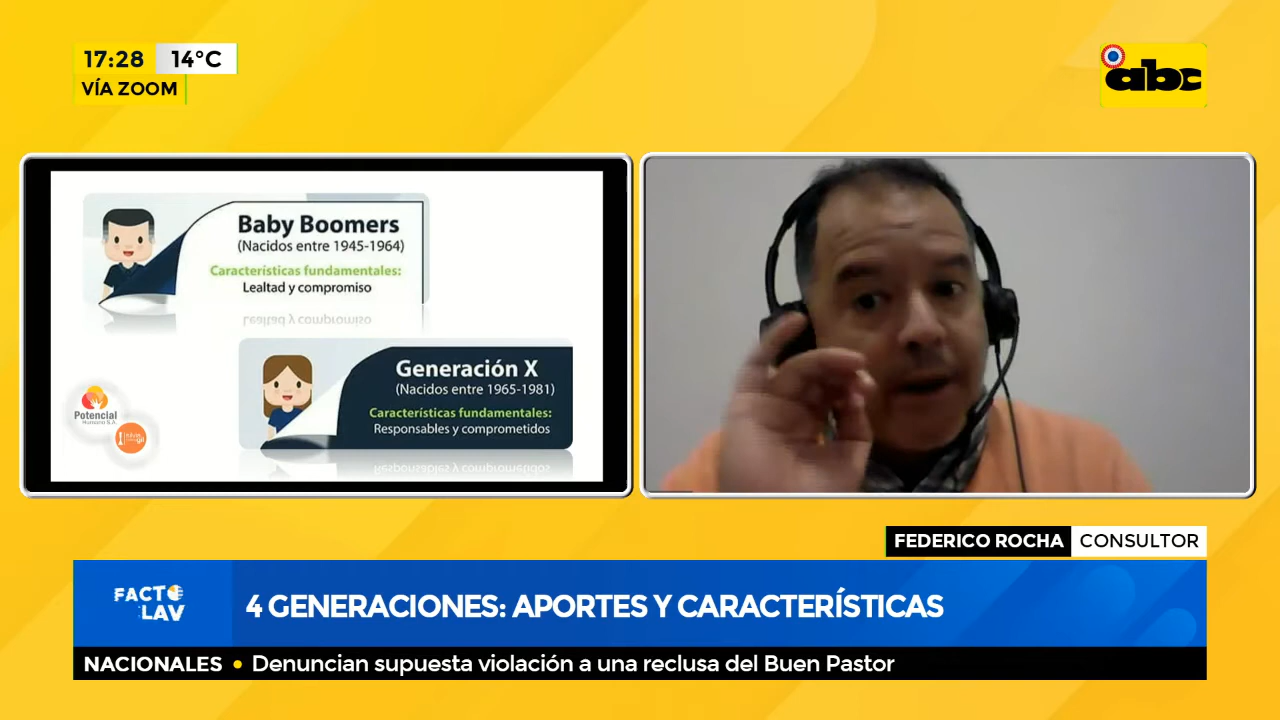 17:28 14°C
VÍA ZOOM
abc
Baby Boomers
(Nacidos entre 1945-1964)
Características fundamentales:
Lealtad y compromiso
Generación X
(Nacidos entre 1965-1981)
Características fundamentales:
Responsables y comprometidos
Potencial
Humano S.A.
FEDERICO ROCHA CONSULTOR
FACTO
LAV
4 GENERACIONES: APORTES Y CARACTERÍSTICAS
NACIONALES • Denuncian supuesta violación a una reclusa del Buen Pastor